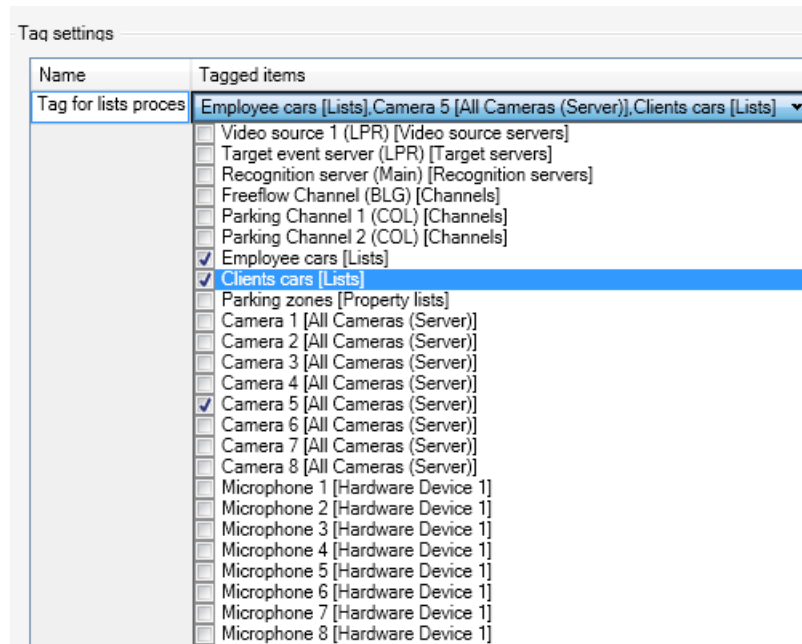 Tag settings
Name Tagged items
Tag for lists proces Employee cars [Lists],Camera 5 [All Cameras (Server)],Clients cars [Lists]
Video source 1 (LPR) [Video source servers]
Target event server (LPR) [Target servers]
Recognition server (Main) [Recognition servers]
Freeflow Channel (BLG) [Channels]
Parking Channel 1 (COL) [Channels]
Parking Channel 2 (COL) [Channels]
Employee cars [Lists]
Clients cars [Lists]
Parking zones [Property lists]
Camera 1 [All Cameras (Server)]
Camera 2 [All Cameras (Server)]
Camera 3 [All Cameras (Server)]
Camera 4 [All Cameras (Server)]
Camera 5 [All Cameras (Server)]
Camera 6 [All Cameras (Server)]
Camera 7 [All Cameras (Server)]
Camera 8 [All Cameras (Server)]
Microphone 1 [Hardware Device 1]
Microphone 2 [Hardware Device 1]
Microphone 3 [Hardware Device 1]
Microphone 4 [Hardware Device 1]
Microphone 5 [Hardware Device 1]
Microphone 6 [Hardware Device 1]
Microphone 7 [Hardware Device 1]
Microphone 8 [Hardware Device 1]